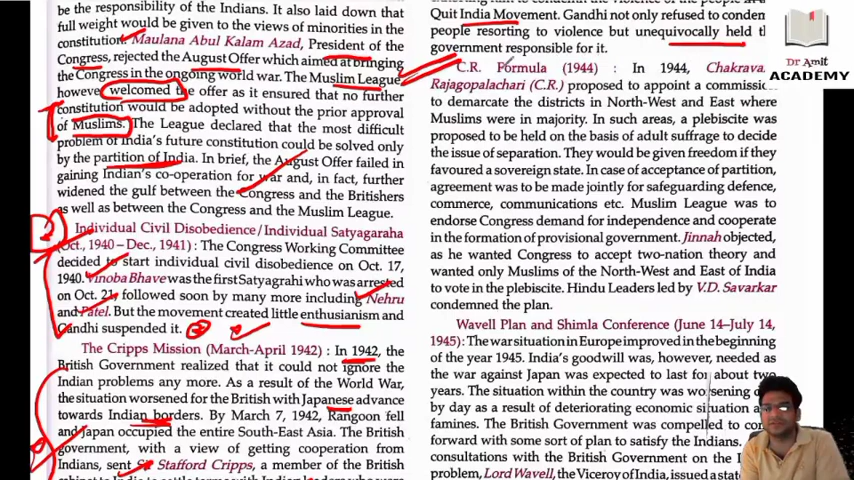 be the responsibility of the Indians. It also laid down that
full weight would be given to the views of minorities in the
constitution. Maulana Abul Kalam Azad, President of the
Congress, rejected the August Offer which aimed at bringing
the Congress in the ongoing world war. The Muslim League
however welcomed the offer as it ensured that no further
constitution would be adopted without the prior approval
of Muslims. The League declared that the most difficult
problem of India's future constitution could be solved only
by the partition of India. In brief, the August Offer failed in
gaining Indian's co-operation for war and, in fact, further
widened the gulf between the Congress and the Britishers
as well as between the Congress and the Muslim League.
Individual Civil Disobedience/Individual Satyagaraha
(Oct., 1940–Dec., 1941) : The Congress Working Committee
decided to start individual civil disobedience on Oct. 17,
1940. Vinoba Bhave was the first Satyagrahi who was arrested
on Oct. 21, followed soon by many more including Nehru
and Patel. But the movement created little enthusianism and
Gandhi suspended it.
The Cripps Mission (March-April 1942) : In 1942, the
British Government realized that it could not ignore the
Indian problems any more. As a result of the World War,
the situation worsened for the British with Japanese advance
towards Indian borders. By March 7, 1942, Rangoon fell
and Japan occupied the entire South-East Asia. The British
government, with a view of getting cooperation from
Indians, sent Sir Stafford Cripps, a member of the British
Quit India Movement. Gandhi not only refused to
people resorting to violence but unequivocally held
government responsible for it.
C.R. Formula (1944) : In 1944,
Rajagopalachari (C.R.) proposed to appoint a
to demarcate the districts in North-West and East where
Muslims were in majority. In such areas, a plebiscite was
proposed to be held on the basis of adult suffrage to decide
the issue of separation. They would be given freedom if they
favoured a sovereign state. In case of acceptance of partition,
agreement was to be made jointly for safeguarding defence,
commerce, communications etc. Muslim League was to
endorse Congress demand for independence and cooperate
in the formation of provisional government. Jinnah objected,
as he wanted Congress to accept two-nation theory and
wanted only Muslims of the North-West and East of India
to vote in the plebiscite. Hindu Leaders led by V.D. Savarkar
condemned the plan.
Wavell Plan and Shimla Conference (June 14–July 14,
1945) : The war situation in Europe improved in the beginning
of the year 1945. India's goodwill was, however, needed as
the war against Japan was expected to last for about two
years. The situation within the country was worsening
by day as a result of deteriorating economic situation
famines. The British Government was compelled to
forward with some sort of plan to satisfy the Indians.
consultations with the British Government on the
problem, Lord Wavell, the Viceroy of India, issued a
Dr Amit
ACADEMY